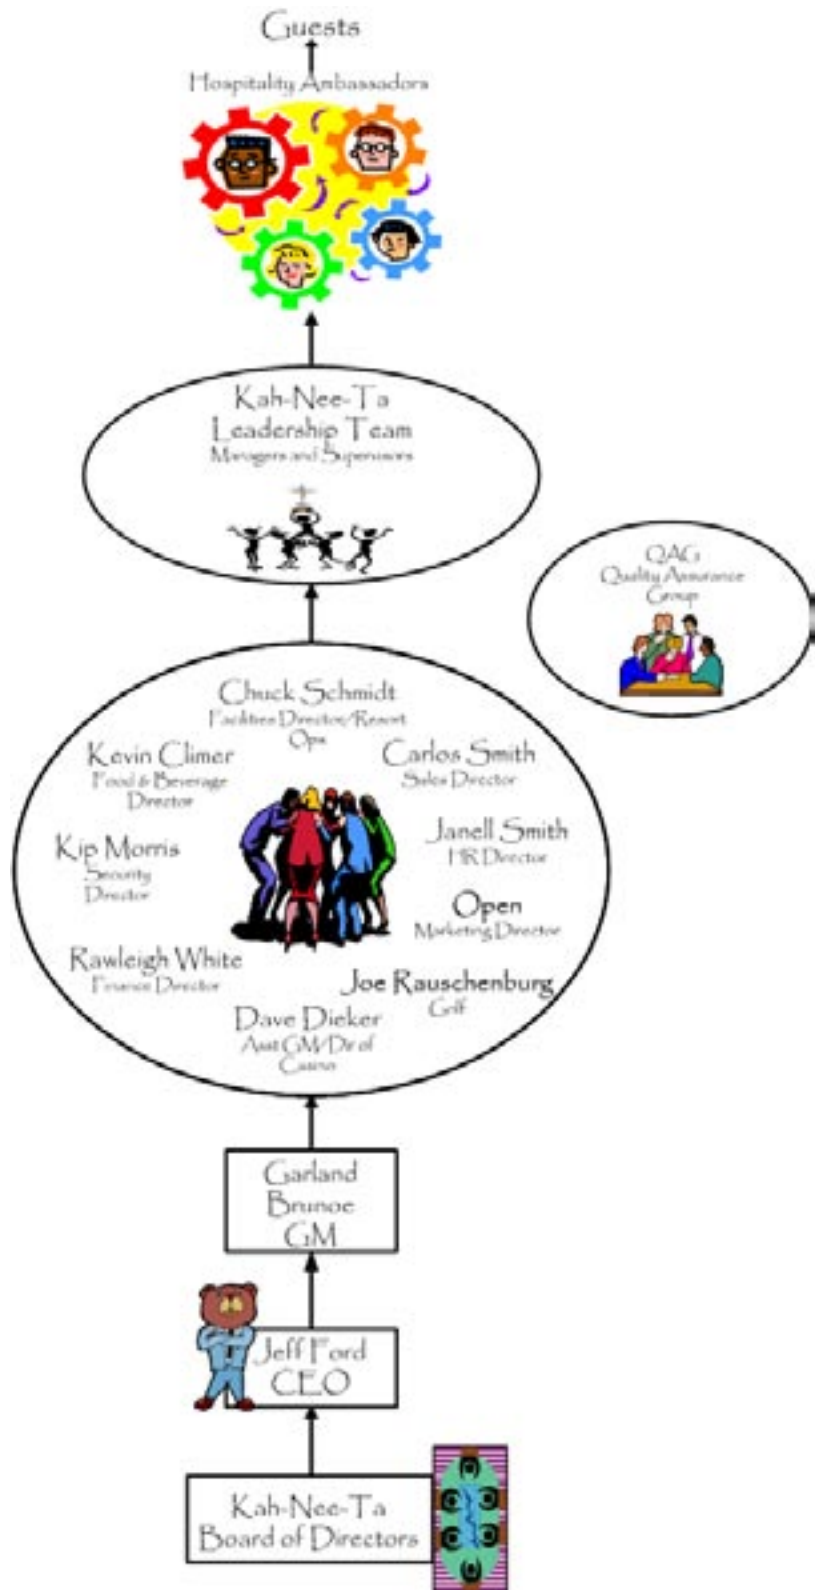 Guests
Hospitality Ambassadors
Kah-Nee-Ta
Leadership Team
Managers and Supervisors
QAG
Quality Assurance
Group
Chuck Schmidt
Facilities Director/Resort
Ops
Kevin Climer
Food & Beverage
Director
Carlos Smith
Sales Director
Kip Morris
Security
Director
Janell Smith
HR Director
Open
Marketing Director
Rawleigh White
Finance Director
Joe Rauschenburg
Golf
Dave Dieker
Asst GM/Dir of
Casino
Garland
Brunoe
GM
Jeff Ford
CEO
Kah-Nee-Ta
Board of Directors